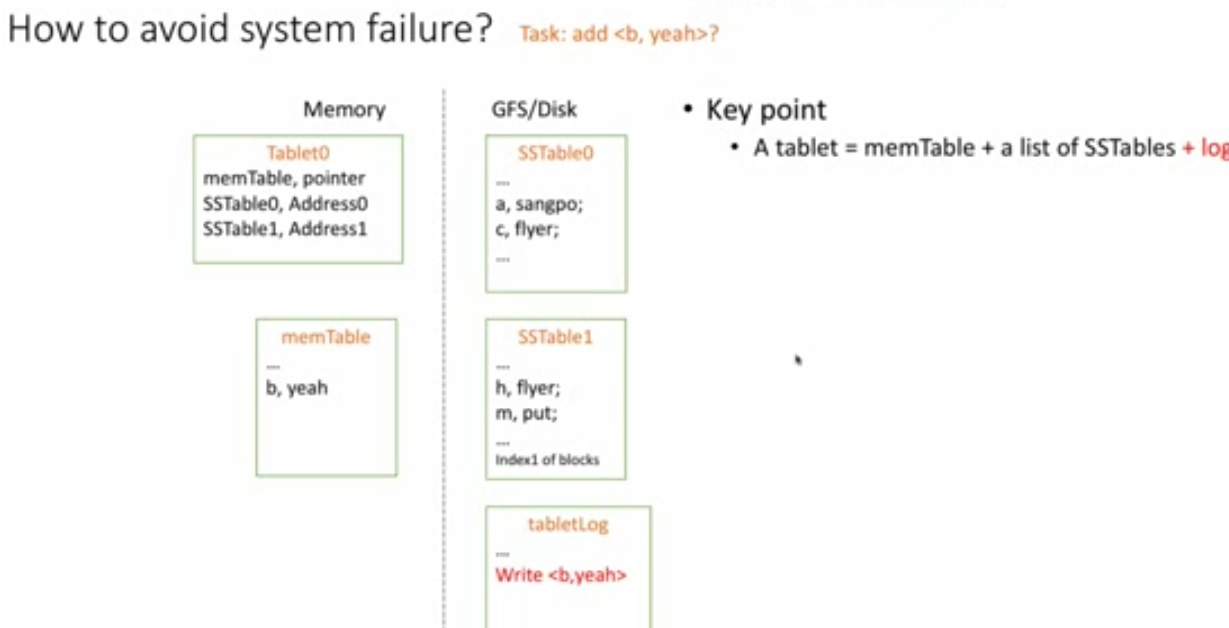 How to avoid system failure? Task: add <b, yeah>?
Memory
GFS/Disk
Tablet0
memTable, pointer
SSTable0, Address0
SSTable1, Address1
memTable
...
b, yeah
SSTable0
...
a, sangpo;
c, flyer;
...
SSTable1
...
h, flyer;
m, put;
...
Index1 of blocks
tabletLog
...
Write <b,yeah>
• Key point
• A tablet = memTable + a list of SSTables + log